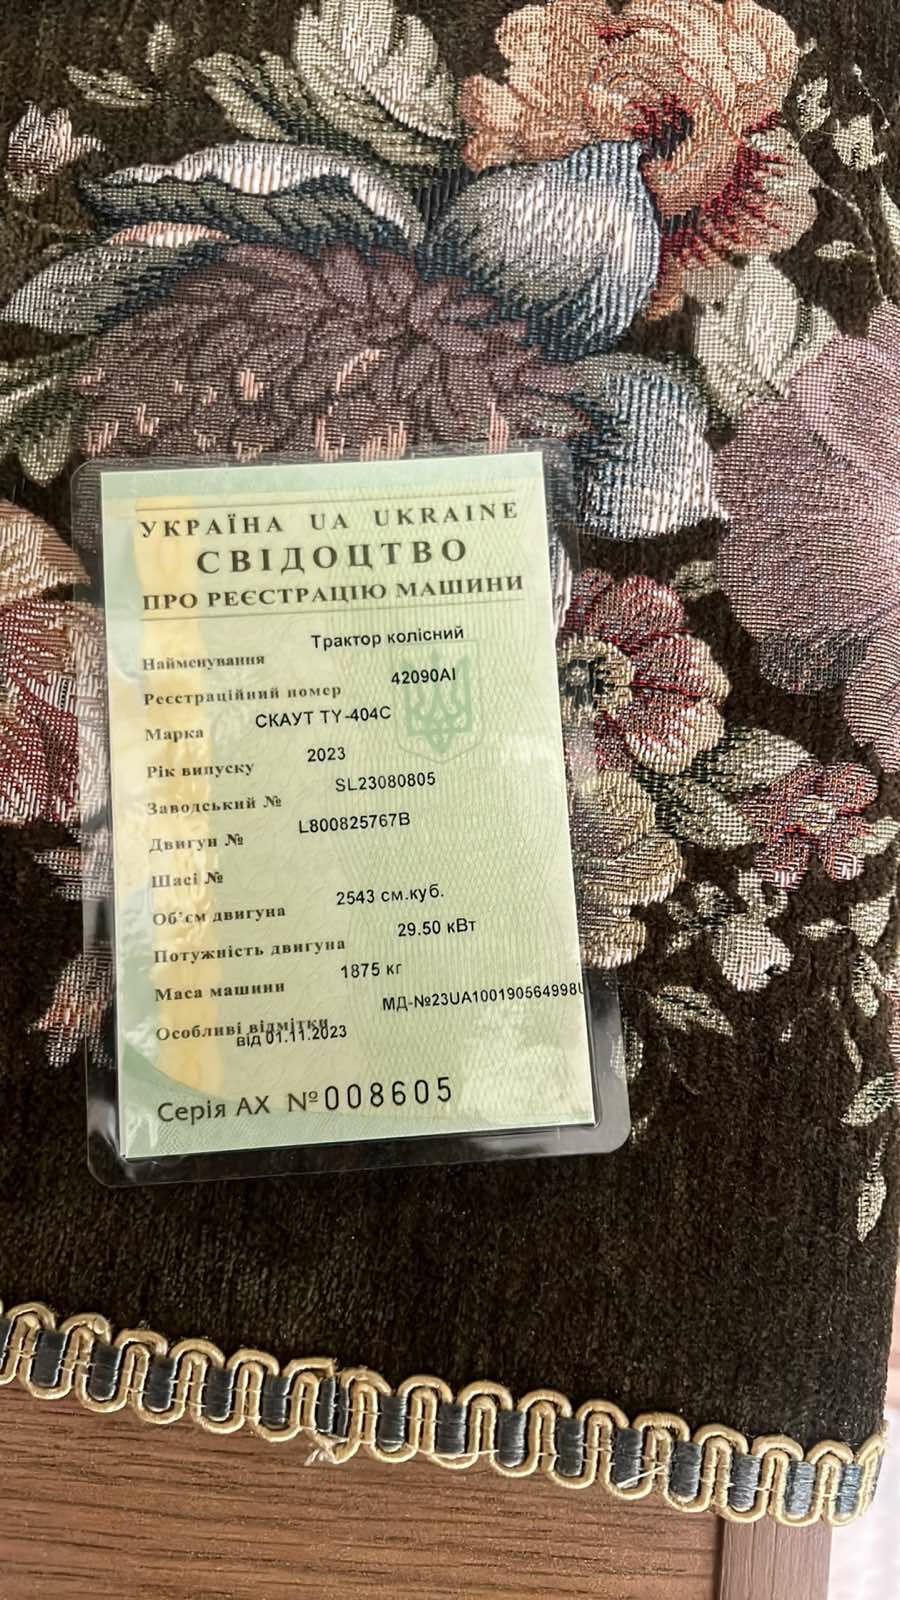 УКРАЇНА UA UKRAINE
СВІДОЦТВО
ПРО РЕЄСТРАЦІЮ МАШИНИ
Найменування Трактор колісний
Реєстраційний номер 42090АІ
Марка СКАУТ TY-404C
Рік випуску 2023
Заводський № SL23080805
Двигун № L800825767B
Шасі №
Об'єм двигуна 2543 см.куб.
Потужність двигуна 29.50 кВт
Маса машини 1875 кг
Особливі відмітки МД-№23UA100190564998U
від 01.11.2023
Серія АХ №008605